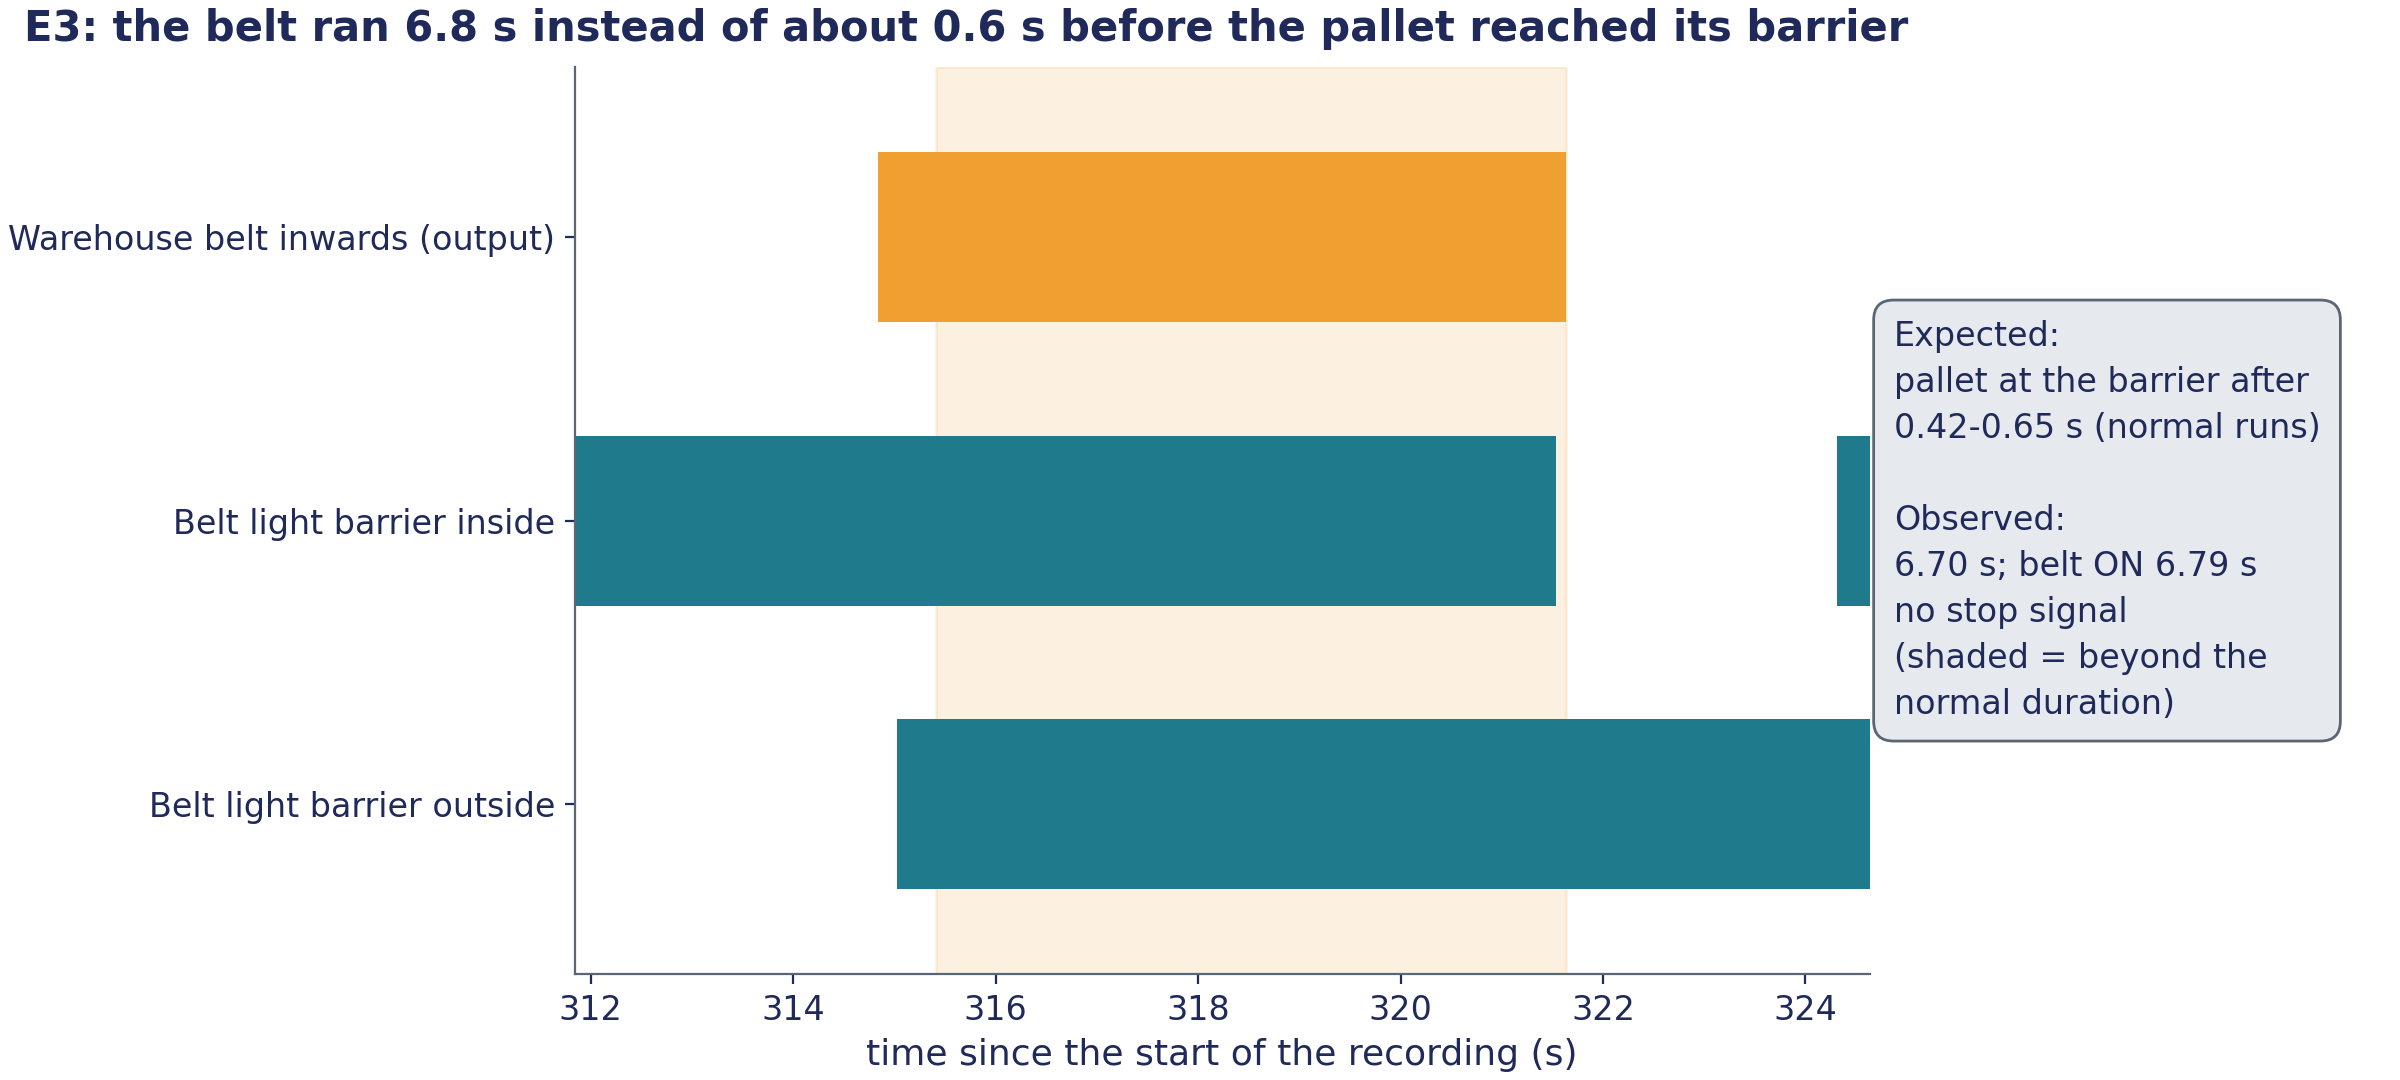 E3: the belt ran 6.8 s instead of about 0.6 s before the pallet reached its barrier
Warehouse belt inwards (output)
Belt light barrier inside
Belt light barrier outside
Expected:
pallet at the barrier after
0.42-0.65 s (normal runs)
Observed:
6.70 s; belt ON 6.79 s
no stop signal
(shaded = beyond the
normal duration)
312 314 316 318 320 322 324
time since the start of the recording (s)